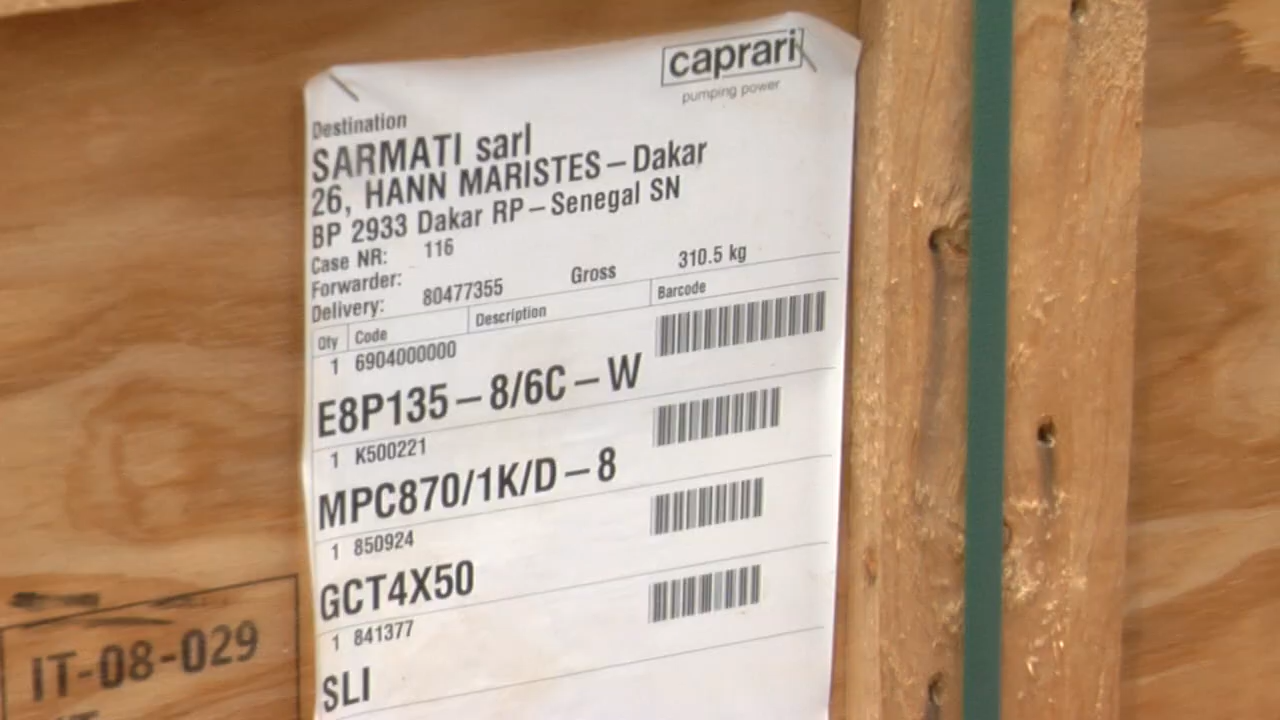 caprari
pumping power
Destination
SARMATI sarl
26, HANN MARISTES – Dakar
BP 2933 Dakar RP – Senegal SN
Case NR: 116
Forwarder:
Delivery: 80477355 Gross 310.5 kg
Qty Code Description Barcode
1 6904000000
E8P135 – 8/6C – W
1 K500221
MPC870/1K/D – 8
1 850924
GCT4X50
1 841377
SLI
IT-08-029